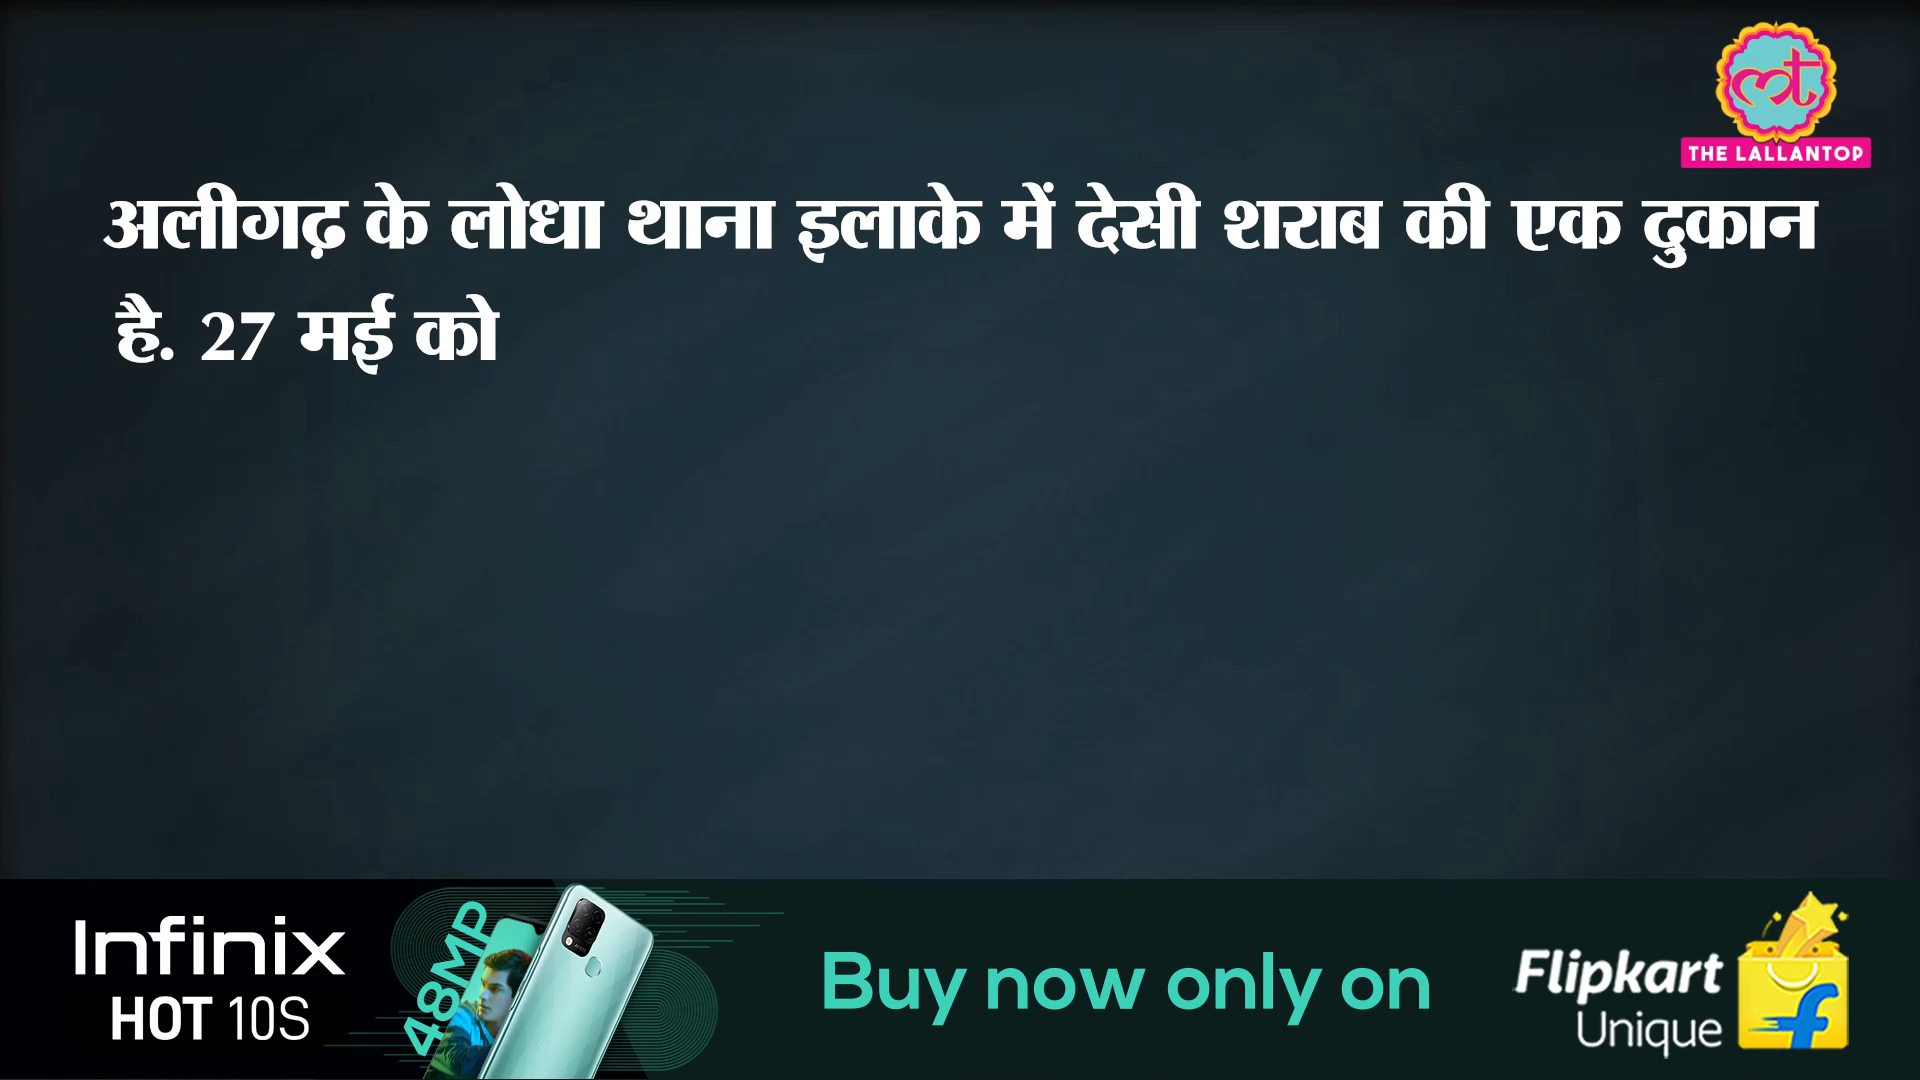 THE LALLANTOP
अलीगढ़ के लोधा थाना इलाके में देसी शराब की एक दुकान
है. 27 मई को
Infinix
HOT 10S
48MP
Buy now only on
Flipkart
Unique